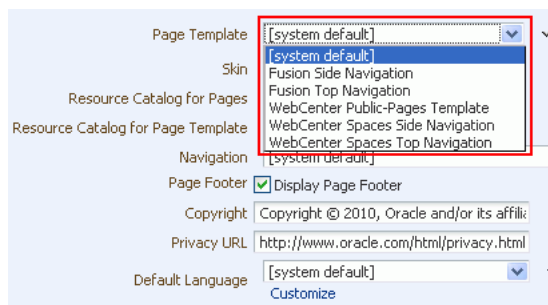 Page Template [system default]
[system default]
Skin
Fusion Side Navigation
Fusion Top Navigation
Resource Catalog for Pages
WebCenter Public-Pages Template
Resource Catalog for Page Template
WebCenter Spaces Side Navigation
WebCenter Spaces Top Navigation
Navigation [system default]
Page Footer Display Page Footer
Copyright Copyright © 2010, Oracle and/or its
Privacy URL http://www.oracle.com/html/privacy.html
Default Language [system default]
Customize